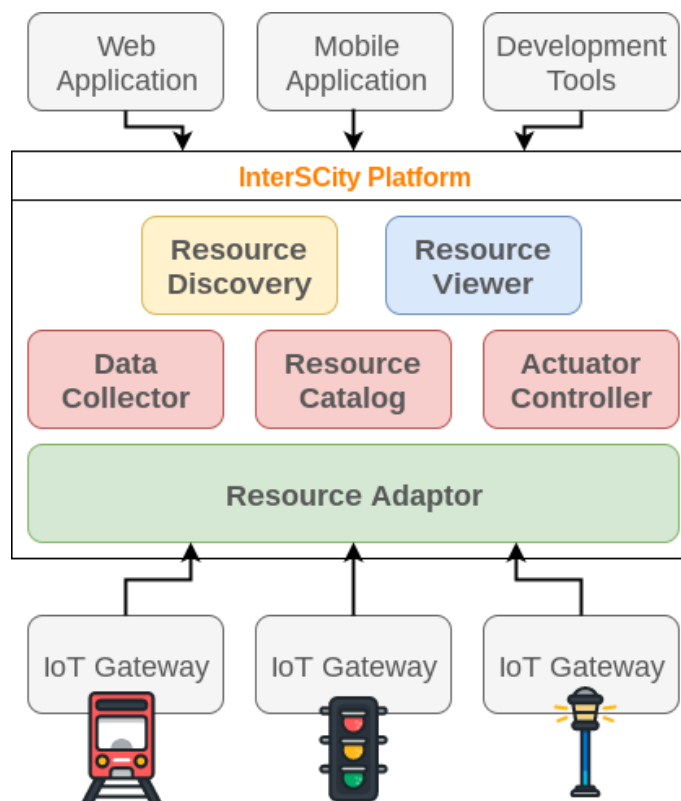 Web
Application
Mobile
Application
Development
Tools
InterSCity Platform
Resource
Discovery
Resource
Viewer
Data
Collector
Resource
Catalog
Actuator
Controller
Resource Adaptor
IoT Gateway
IoT Gateway
IoT Gateway